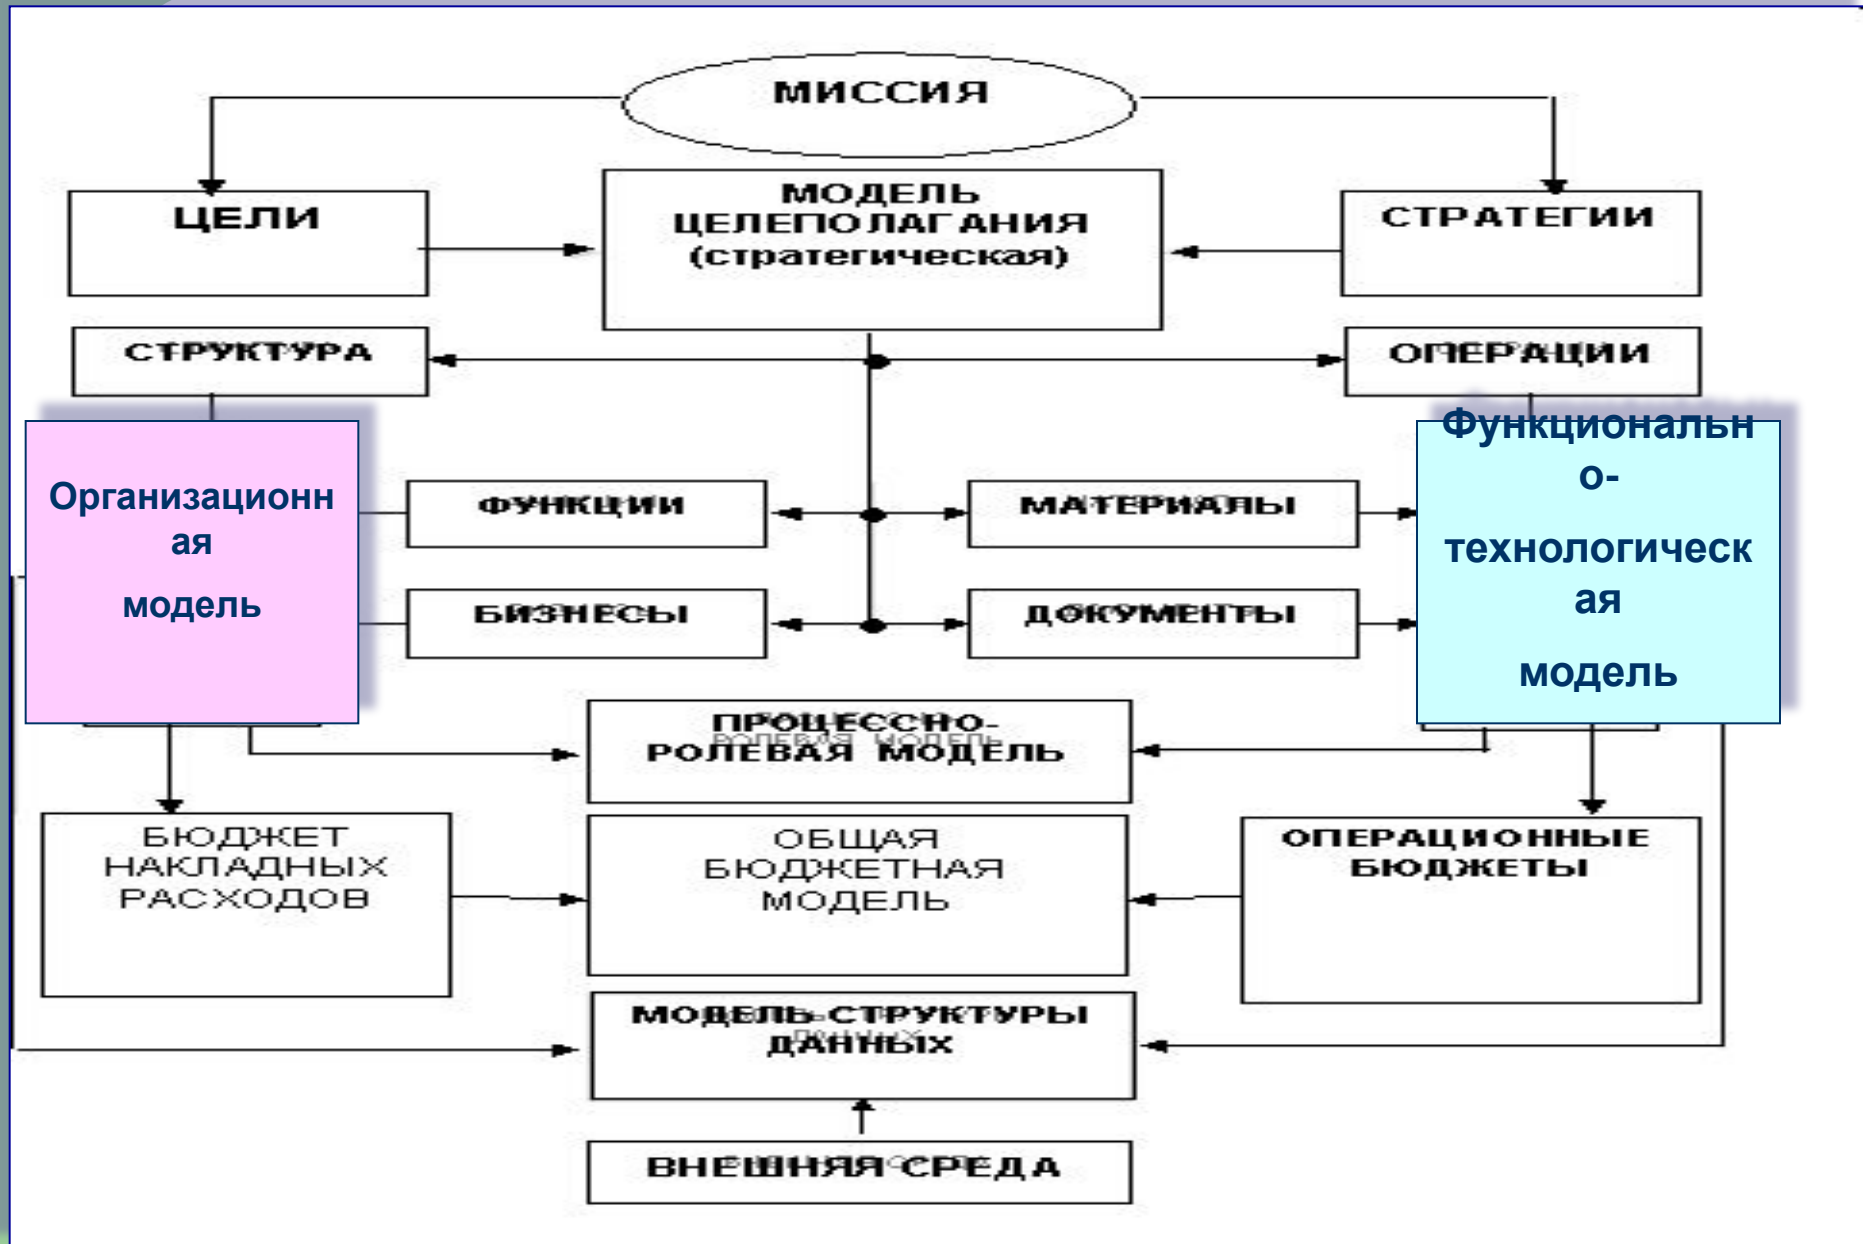 МИССИЯ
ЦЕЛИ
МОДЕЛЬ
ЦЕЛЕПОЛАГАНИЯ
(стратегическая)
СТРАТЕГИИ
СТРУКТУРА
ОПЕРАЦИИ
Организационн
ая
модель
ФУНКЦИИ
МАТЕРИАЛЫ
БИЗНЕСЫ
ДОКУМЕНТЫ
Функциональн
о-
технологическ
ая
модель
ПРОЦЕССНО-
РОЛЕВАЯ МОДЕЛЬ
БЮДЖЕТ
НАКЛАДНЫХ
РАСХОДОВ
ОБЩАЯ
БЮДЖЕТНАЯ
МОДЕЛЬ
ОПЕРАЦИОННЫЕ
БЮДЖЕТЫ
МОДЕЛЬ СТРУКТУРЫ
ДАННЫХ
ВНЕШНЯЯ СРЕДА